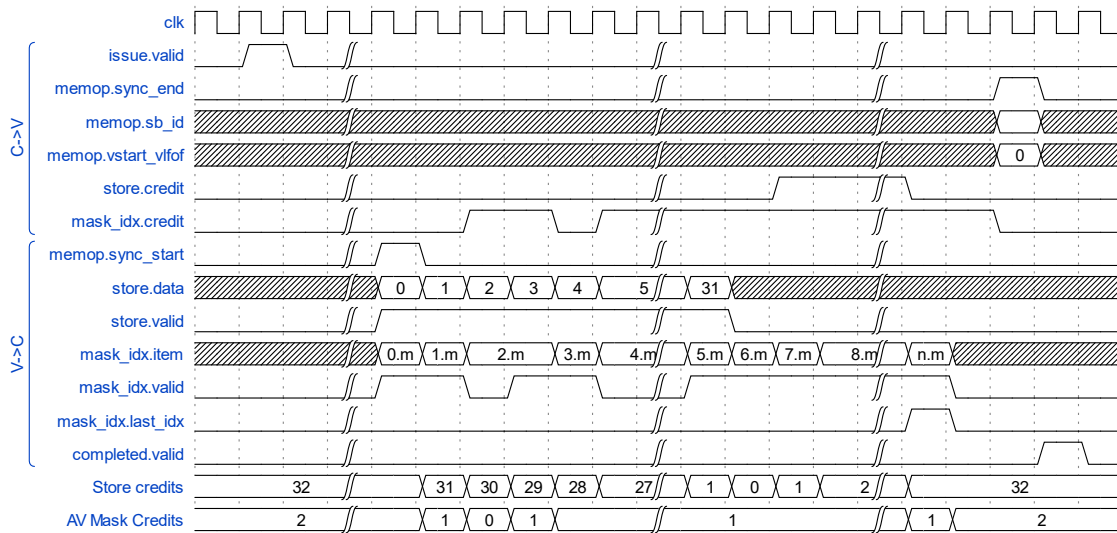 clk
C->V
issue.valid
memop.sync_end
memop.sb_id
memop.vstart_vlfof 0
store.credit
mask_idx.credit
V->C
memop.sync_start
store.data 0 1 2 3 4 5 31
store.valid
mask_idx.item 0.m 1.m 2.m 3.m 4.m 5.m 6.m 7.m 8.m n.m
mask_idx.valid
mask_idx.last_idx
completed.valid
Store credits 32 31 30 29 28 27 1 0 1 2 32
AV Mask Credits 2 1 0 1 1 1 2